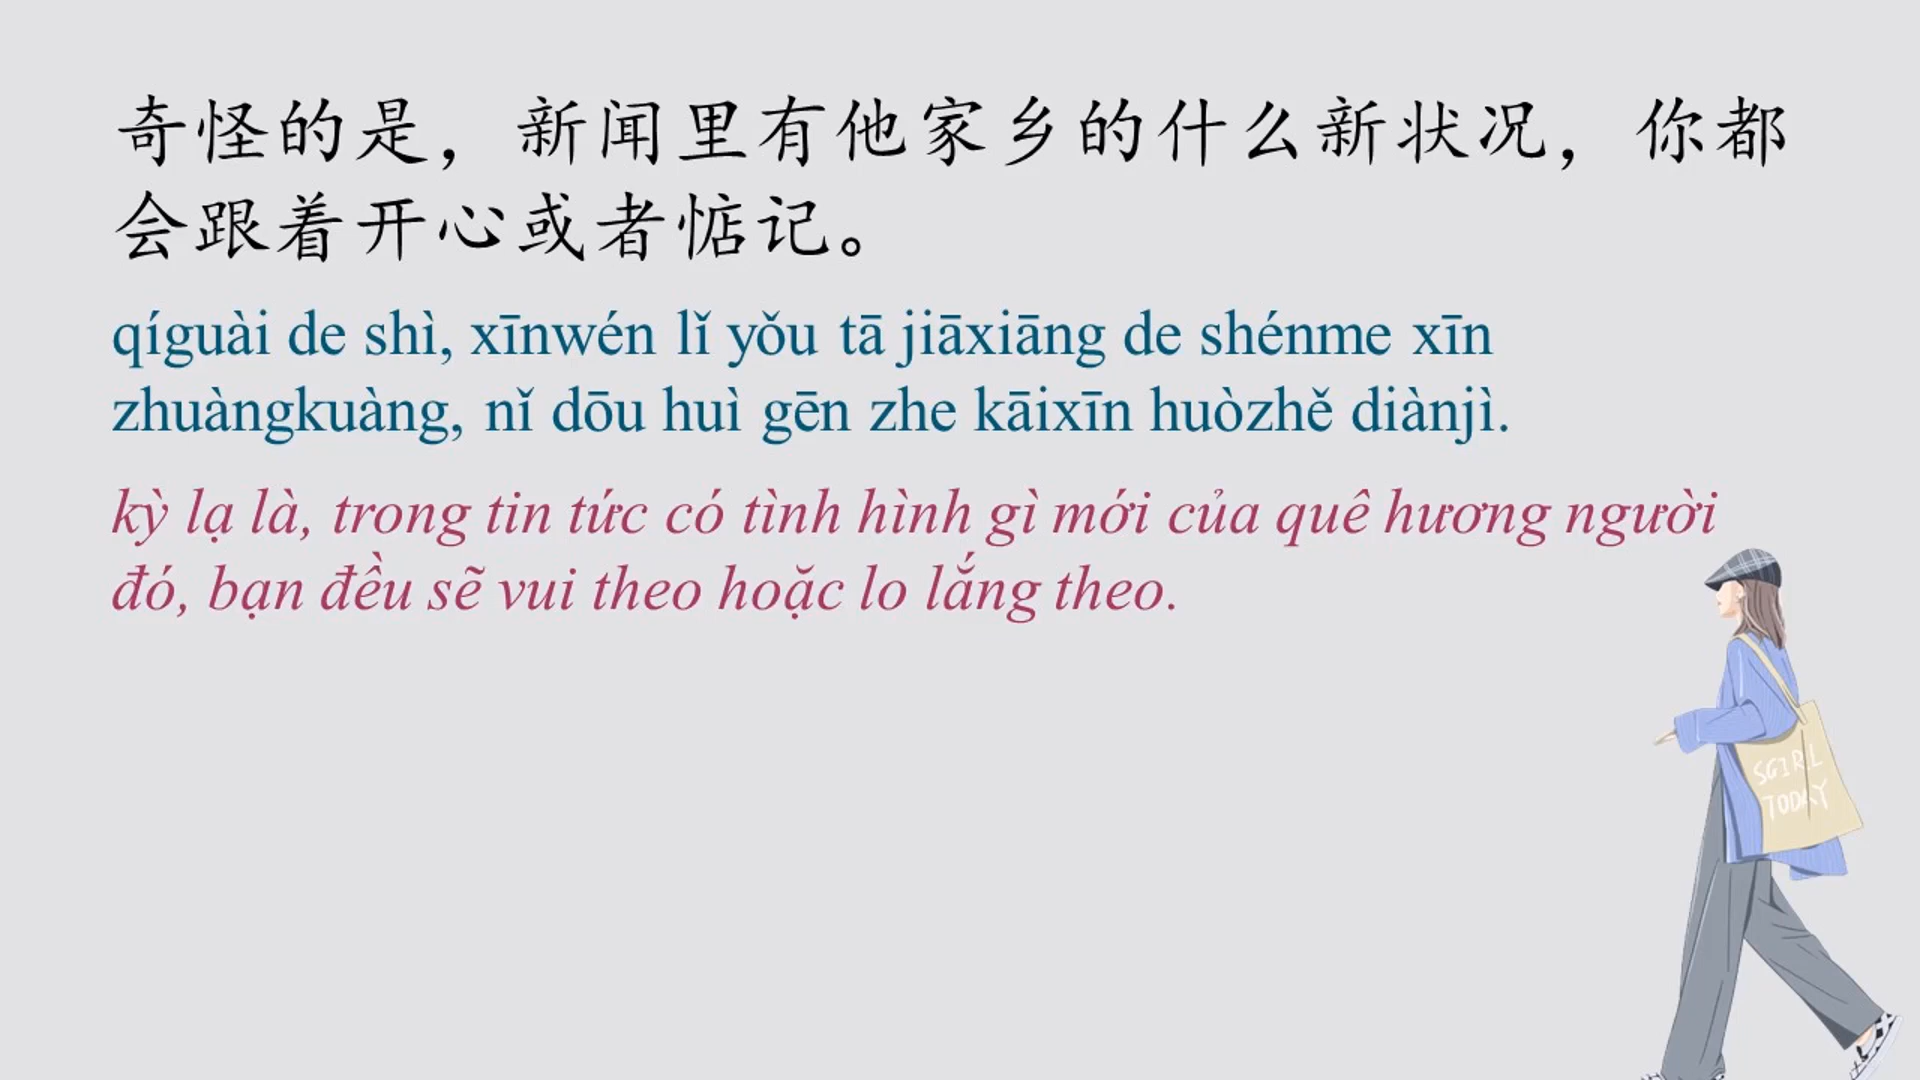 奇怪的是，新闻里有他家乡的什么新状况，你都
会跟着开心或者惦记。
qíguài de shì, xīnwén lǐ yǒu tā jiāxiāng de shénme xīn
zhuàngkuàng, nǐ dōu huì gēn zhe kāixīn huòzhě diànjì.
kỳ lạ là, trong tin tức có tình hình gì mới của quê hương người
đó, bạn đều sẽ vui theo hoặc lo lắng theo.
SGIRL
TODAY